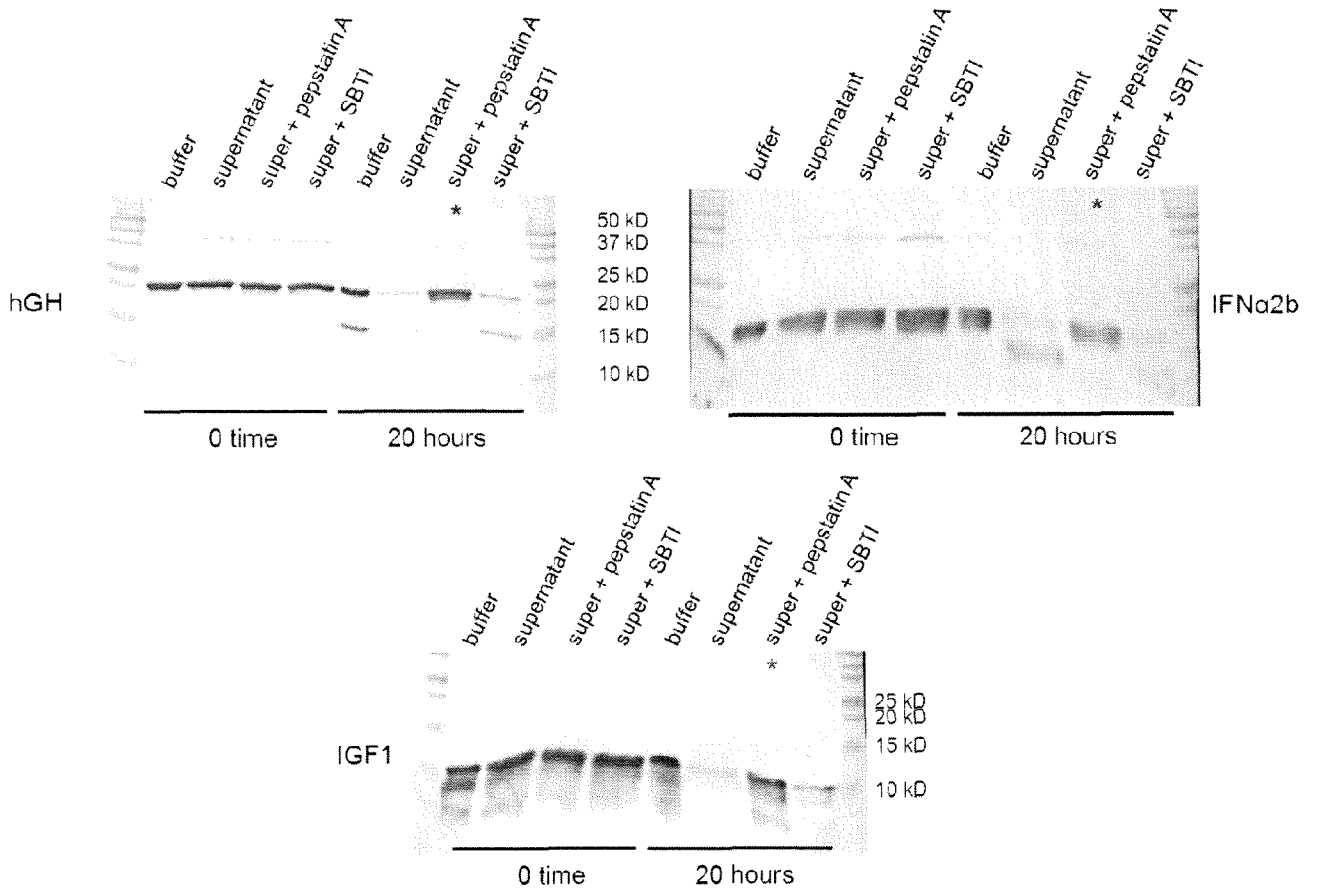 buffer
supernatant
super + pepstatin A
super + SBTI
buffer
supernatant
super + pepstatin A
super + SBTI
*
hGH
50 kD
37 kD
25 kD
20 kD
15 kD
10 kD
0 time
20 hours
buffer
supernatant
super + pepstatin A
super + SBTI
buffer
supernatant
super + pepstatin A
super + SBTI
*
IFNα2b
0 time
20 hours
buffer
supernatant
super + pepstatin A
super + SBTI
buffer
supernatant
super + pepstatin A
super + SBTI
*
IGF1
25 kD
20 kD
15 kD
10 kD
0 time
20 hours